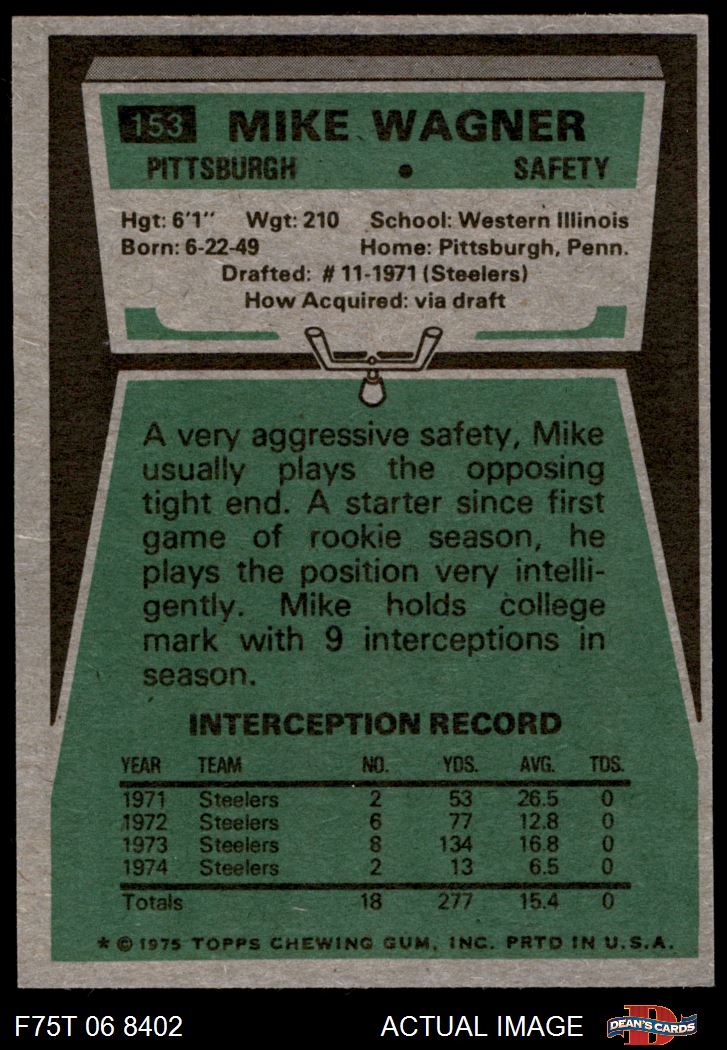 153 MIKE WAGNER
PITTSBURGH • SAFETY
Hgt: 6'1" Wgt: 210 School: Western Illinois
Born: 6-22-49 Home: Pittsburgh, Penn.
Drafted: # 11-1971 (Steelers)
How Acquired: via draft
A very aggressive safety, Mike
usually plays the opposing
tight end. A starter since first
game of rookie season, he
plays the position very intelli-
gently. Mike holds college
mark with 9 interceptions in
season.
INTERCEPTION RECORD
YEAR TEAM NO. YDS. AVG. TDS.
1971 Steelers 2 53 26.5 0
1972 Steelers 6 77 12.8 0
1973 Steelers 8 134 16.8 0
1974 Steelers 2 13 6.5 0
Totals 18 277 15.4 0
* © 1975 TOPPS CHEWING GUM, INC. PRTD IN U.S.A.
F75T 06 8402 ACTUAL IMAGE DEAN'S CARDS